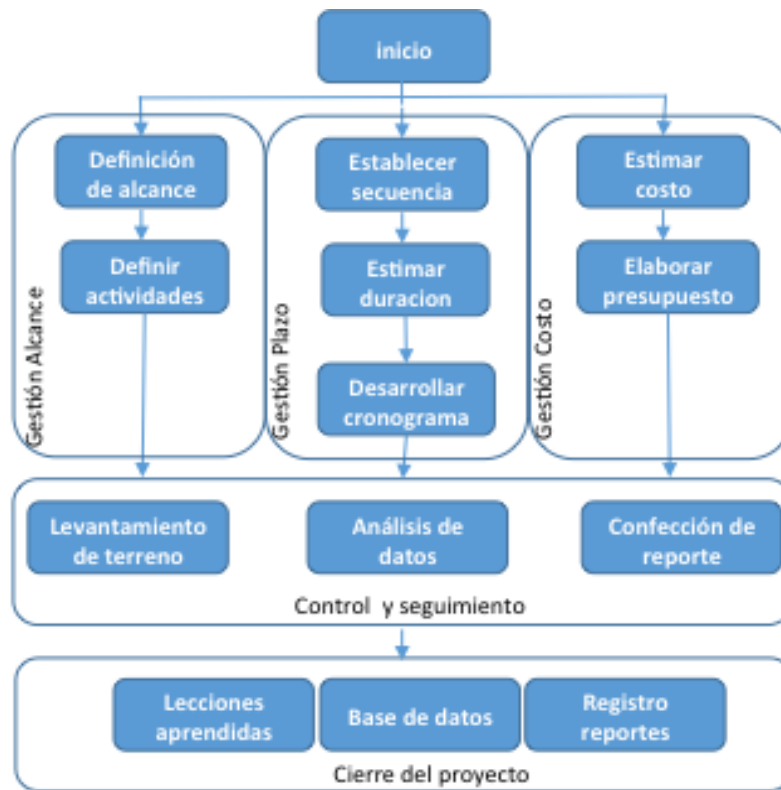 inicio
Definición
de alcance
Establecer
secuencia
Estimar
costo
Definir
actividades
Estimar
duracion
Elaborar
presupuesto
Desarrollar
cronograma
Gestión Alcance
Gestión Plazo
Gestión Costo
Levantamiento
de terreno
Análisis de
datos
Confección de
reporte
Control y seguimiento
Lecciones
aprendidas
Base de datos
Registro
reportes
Cierre del proyecto